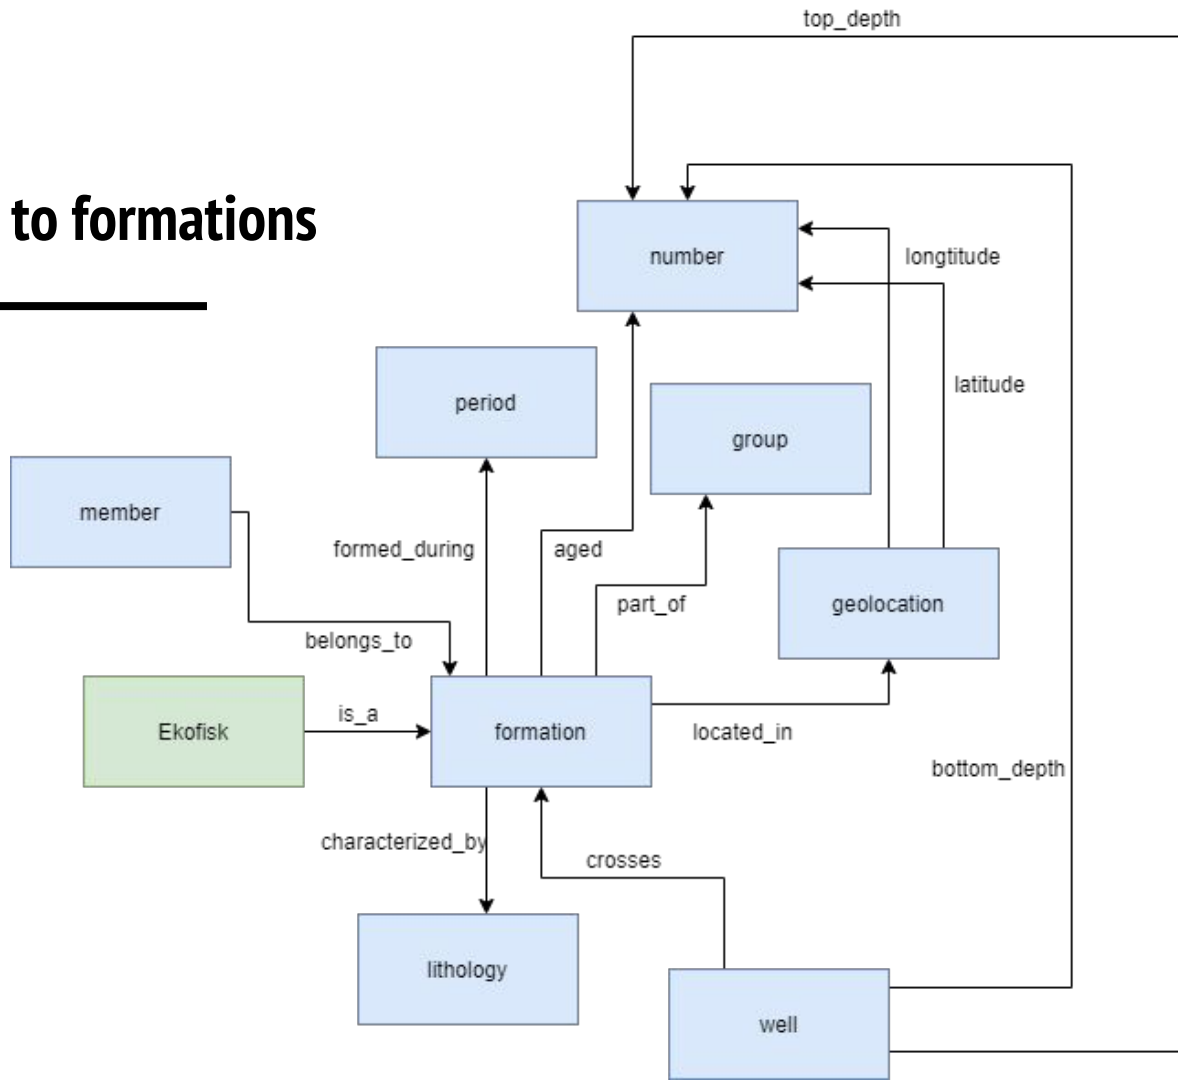 top_depth
to formations
number
longtitude
period
latitude
group
member
formed_during
aged
part_of
geolocation
belongs_to
is_a
Ekofisk
formation
located_in
bottom_depth
characterized_by
crosses
lithology
well